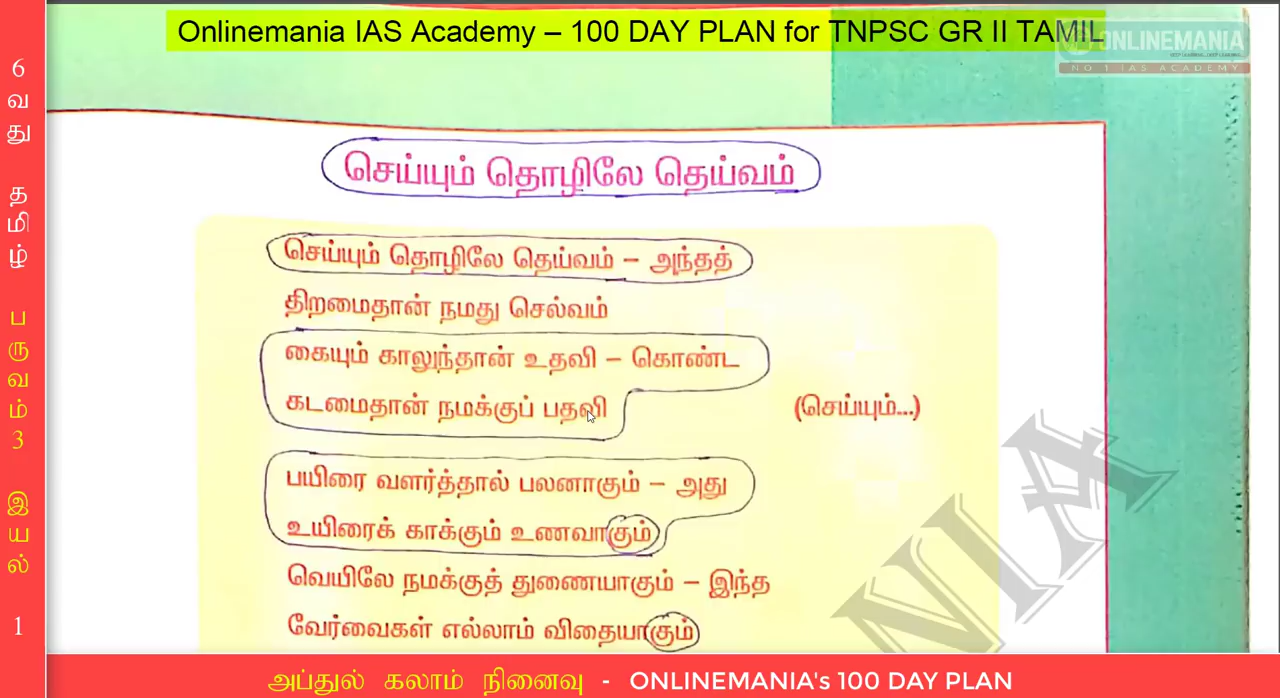 Onlinemania IAS Academy – 100 DAY PLAN for TNPSC GR II TAMIL
ONLINEMANIA
NO 1 IAS ACADEMY
6வது தமிழ் பருவம்3 இயல் 1
செய்யும் தொழிலே தெய்வம்
செய்யும் தொழிலே தெய்வம் – அந்தத்
திறமைதான் நமது செல்வம்
கையும் காலுந்தான் உதவி – கொண்ட
கடமைதான் நமக்குப் பதவி (செய்யும்...)
பயிரை வளர்த்தால் பலனாகும் – அது
உயிரைக் காக்கும் உணவாகும்
வெயிலே நமக்குத் துணையாகும் – இந்த
வேர்வைகள் எல்லாம் விதையாகும்
NIA
அப்துல் கலாம் நினைவு - ONLINEMANIA's 100 DAY PLAN